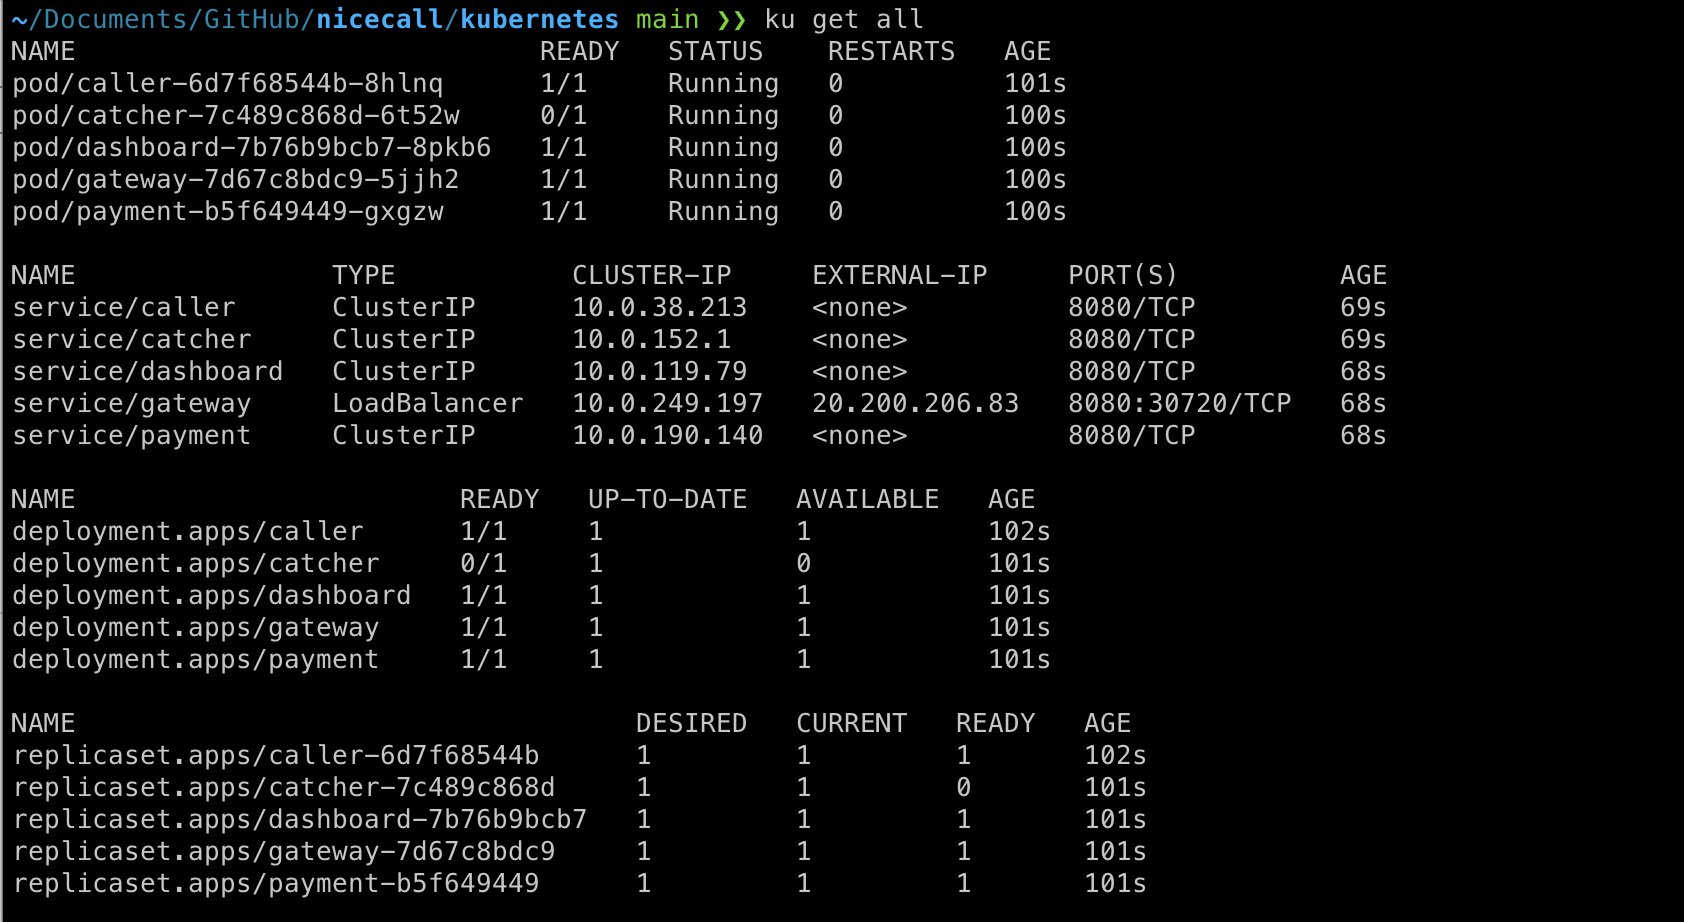 ~/Documents/GitHub/nicecall/kubernetes main ❯❯ ku get all
NAME READY STATUS RESTARTS AGE
pod/caller-6d7f68544b-8hlnq 1/1 Running 0 101s
pod/catcher-7c489c868d-6t52w 0/1 Running 0 100s
pod/dashboard-7b76b9bcb7-8pkb6 1/1 Running 0 100s
pod/gateway-7d67c8bdc9-5jjh2 1/1 Running 0 100s
pod/payment-b5f649449-gxgzw 1/1 Running 0 100s

NAME TYPE CLUSTER-IP EXTERNAL-IP PORT(S) AGE
service/caller ClusterIP 10.0.38.213 <none> 8080/TCP 69s
service/catcher ClusterIP 10.0.152.1 <none> 8080/TCP 69s
service/dashboard ClusterIP 10.0.119.79 <none> 8080/TCP 68s
service/gateway LoadBalancer 10.0.249.197 20.200.206.83 8080:30720/TCP 68s
service/payment ClusterIP 10.0.190.140 <none> 8080/TCP 68s

NAME READY UP-TO-DATE AVAILABLE AGE
deployment.apps/caller 1/1 1 1 102s
deployment.apps/catcher 0/1 1 0 101s
deployment.apps/dashboard 1/1 1 1 101s
deployment.apps/gateway 1/1 1 1 101s
deployment.apps/payment 1/1 1 1 101s

NAME DESIRED CURRENT READY AGE
replicaset.apps/caller-6d7f68544b 1 1 1 102s
replicaset.apps/catcher-7c489c868d 1 1 0 101s
replicaset.apps/dashboard-7b76b9bcb7 1 1 1 101s
replicaset.apps/gateway-7d67c8bdc9 1 1 1 101s
replicaset.apps/payment-b5f649449 1 1 1 101s